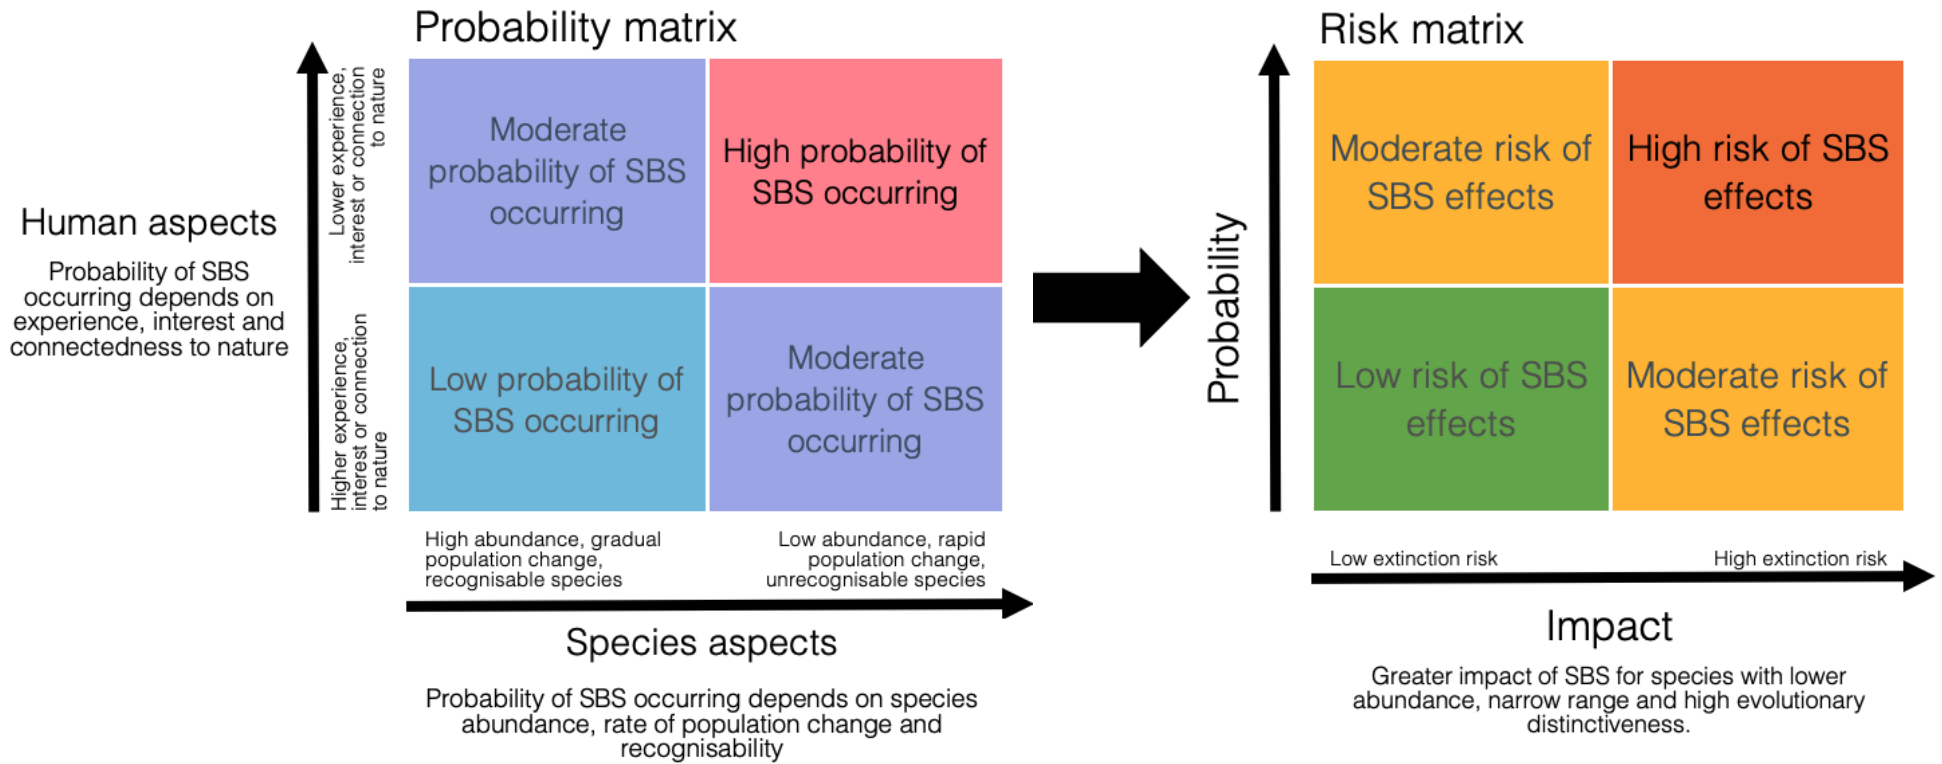 Probability matrix
Lower experience,
interest or connection
to nature
Moderate
probability of SBS
occurring
High probability of
SBS occurring
Human aspects
Probability of SBS
occurring depends on
experience, interest and
connectedness to nature
Higher experience,
interest or connection
to nature
Low probability of
SBS occurring
Moderate
probability of SBS
occurring
High abundance, gradual
population change,
recognisable species
Low abundance, rapid
population change,
unrecognisable species
Species aspects
Probability of SBS occurring depends on species
abundance, rate of population change and
recognisability
Risk matrix
Probability
Moderate risk of
SBS effects
High risk of SBS
effects
Low risk of SBS
effects
Moderate risk of
SBS effects
Low extinction risk
High extinction risk
Impact
Greater impact of SBS for species with lower
abundance, narrow range and high evolutionary
distinctiveness.